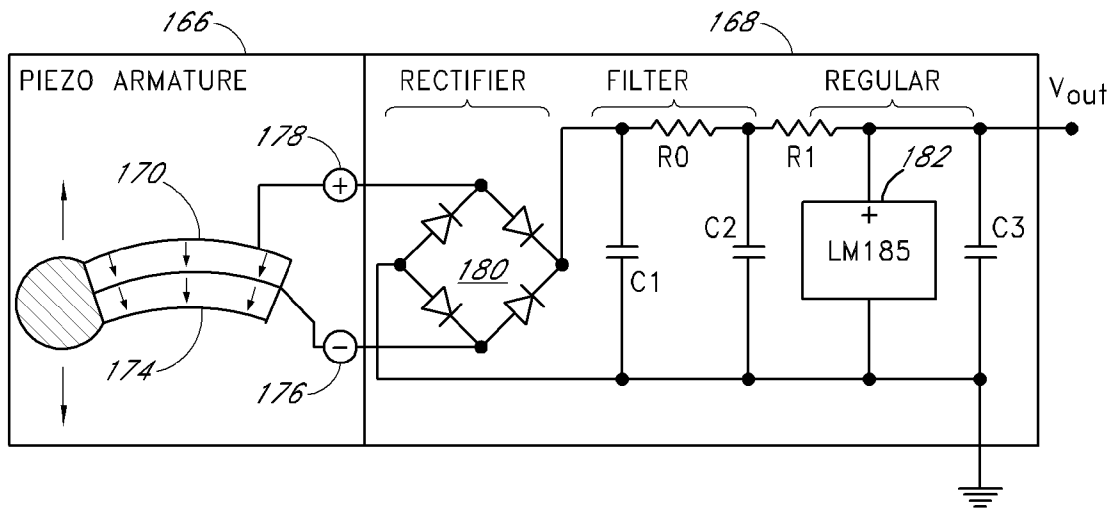 166
168
PIEZO ARMATURE
RECTIFIER
FILTER
REGULAR
Vout
178
+
170
R0
R1
182
+
LM185
C1
C2
C3
180
174
−
176